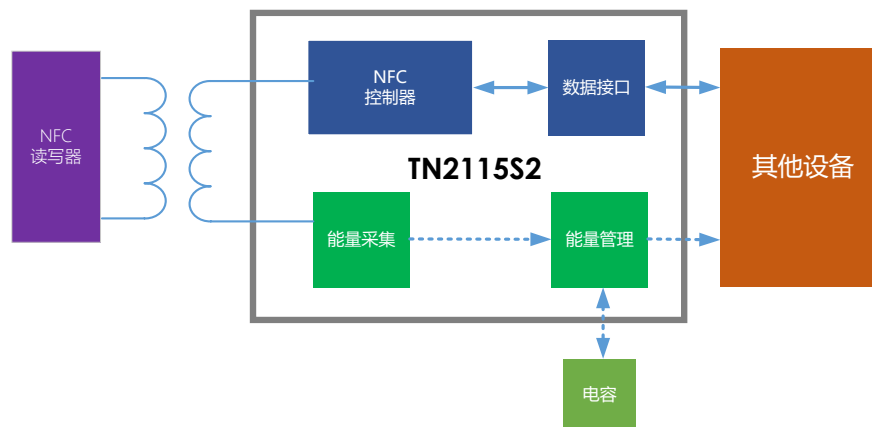 NFC
读写器
NFC
控制器
数据接口
其他设备
TN2115S2
能量采集
能量管理
电容